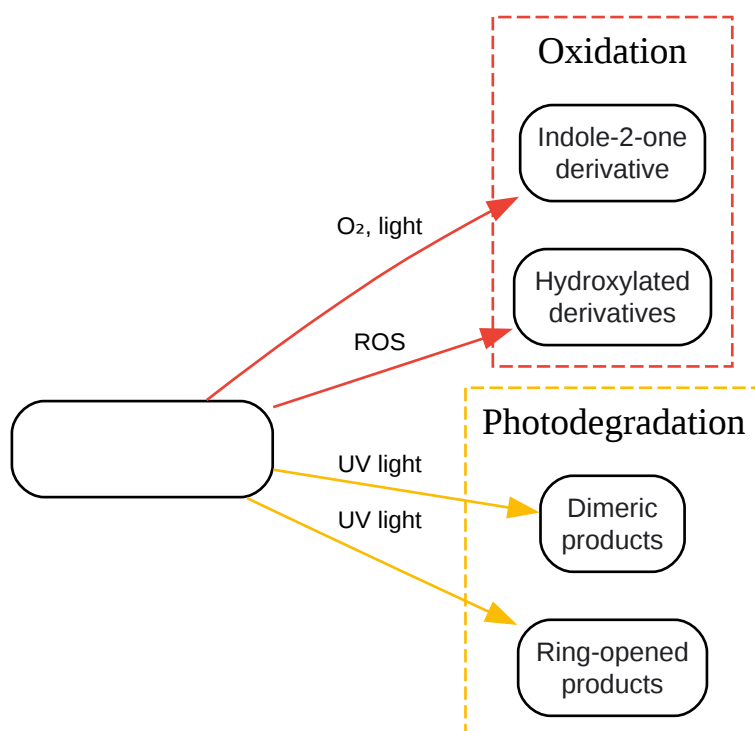 Oxidation
Indole-2-one
derivative
O₂, light
Hydroxylated
derivatives
ROS
Photodegradation
UV light
Dimeric
products
UV light
Ring-opened
products